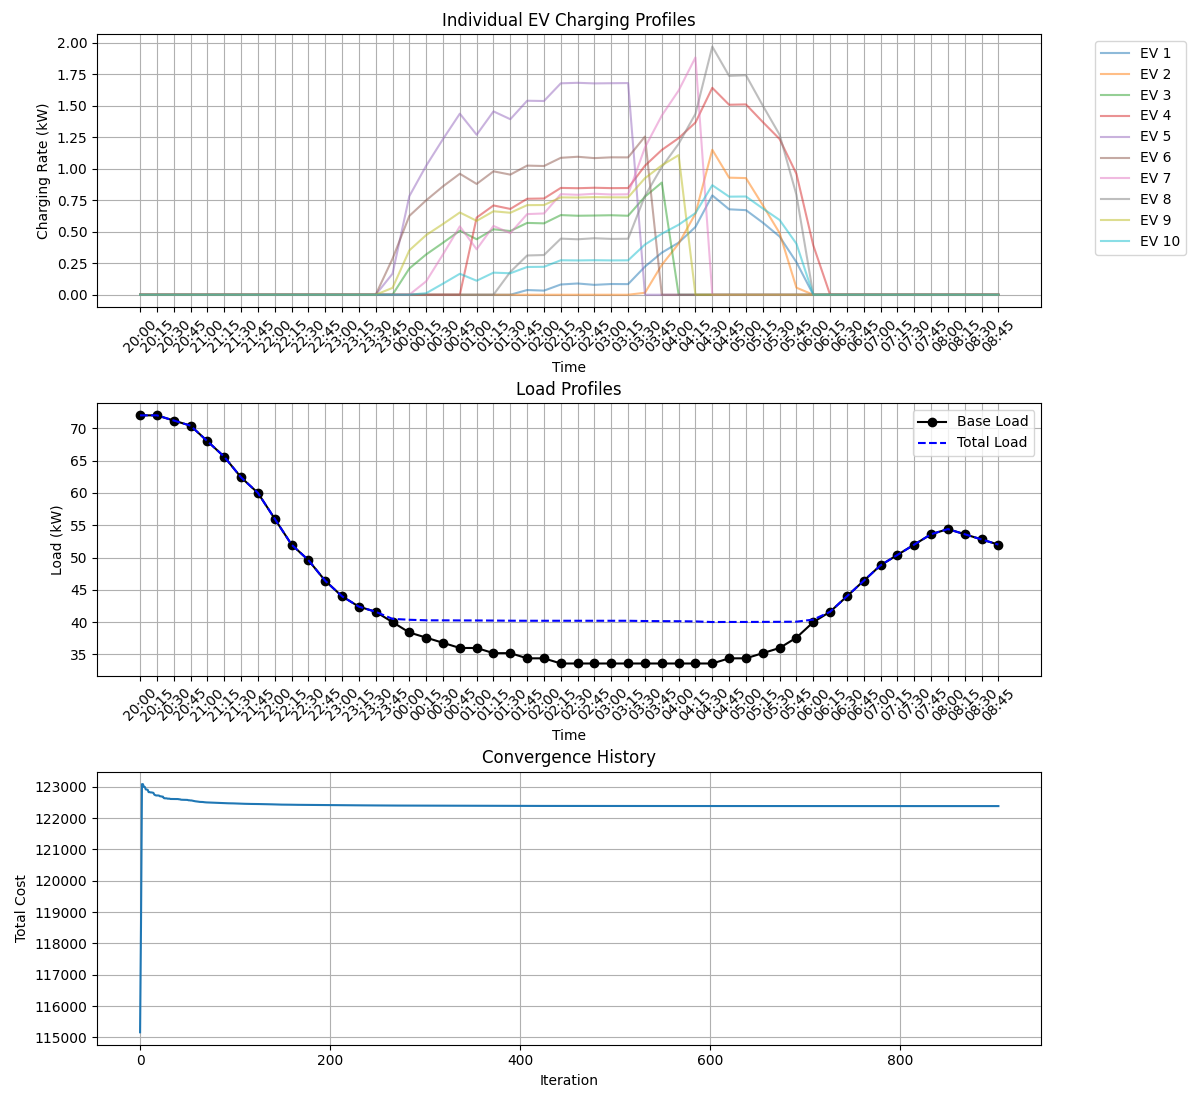 Individual EV Charging Profiles
Charging Rate (kW)
2.00
1.75
1.50
1.25
1.00
0.75
0.50
0.25
0.00
EV 1
EV 2
EV 3
EV 4
EV 5
EV 6
EV 7
EV 8
EV 9
EV 10
20:00 20:15 20:30 20:45 21:00 21:15 21:30 21:45 22:00 22:15 22:30 22:45 23:00 23:15 23:30 23:45 00:00 00:15 00:30 00:45 01:00 01:15 01:30 01:45 02:00 02:15 02:30 02:45 03:00 03:15 03:30 03:45 04:00 04:15 04:30 04:45 05:00 05:15 05:30 05:45 06:00 06:15 06:30 06:45 07:00 07:15 07:30 07:45 08:00 08:15 08:30 08:45
Time
Load Profiles
Load (kW)
70
65
60
55
50
45
40
35
Base Load
Total Load
20:00 20:15 20:30 20:45 21:00 21:15 21:30 21:45 22:00 22:15 22:30 22:45 23:00 23:15 23:30 23:45 00:00 00:15 00:30 00:45 01:00 01:15 01:30 01:45 02:00 02:15 02:30 02:45 03:00 03:15 03:30 03:45 04:00 04:15 04:30 04:45 05:00 05:15 05:30 05:45 06:00 06:15 06:30 06:45 07:00 07:15 07:30 07:45 08:00 08:15 08:30 08:45
Time
Convergence History
Total Cost
123000
122000
121000
120000
119000
118000
117000
116000
115000
0 200 400 600 800
Iteration